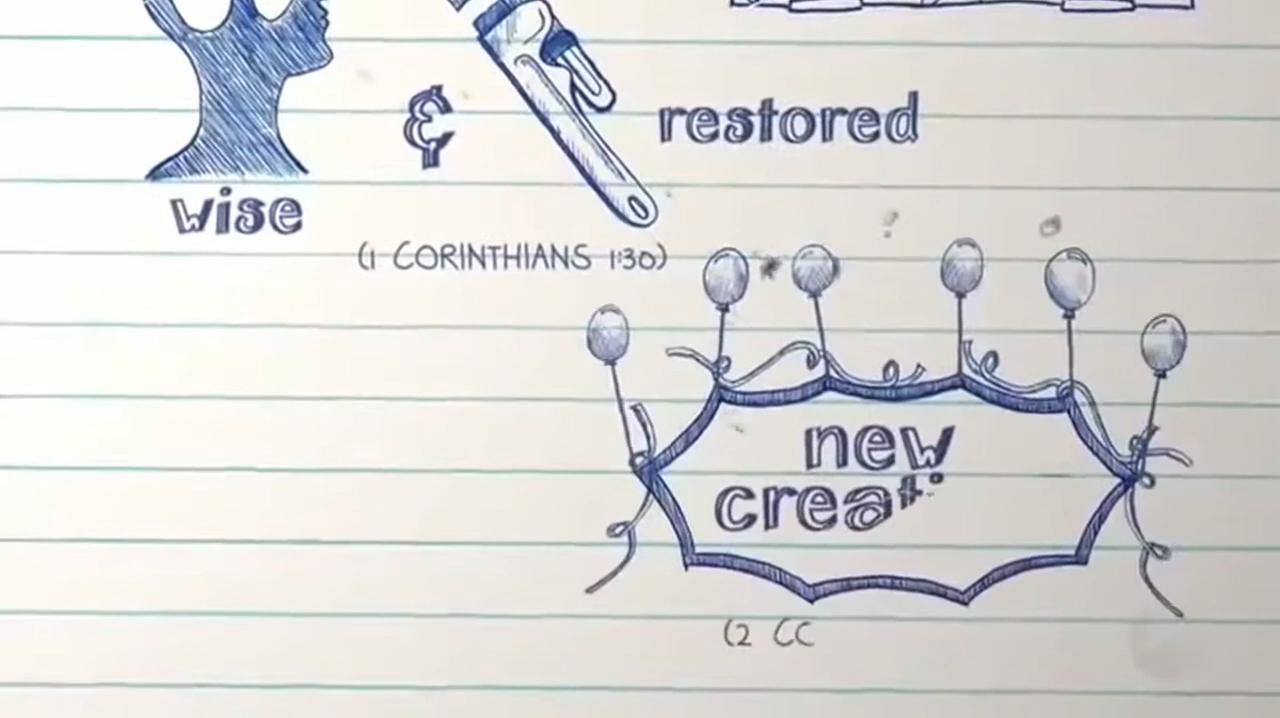 & restored
wise
(1 CORINTHIANS 1:30)
new
creat
(2 CC